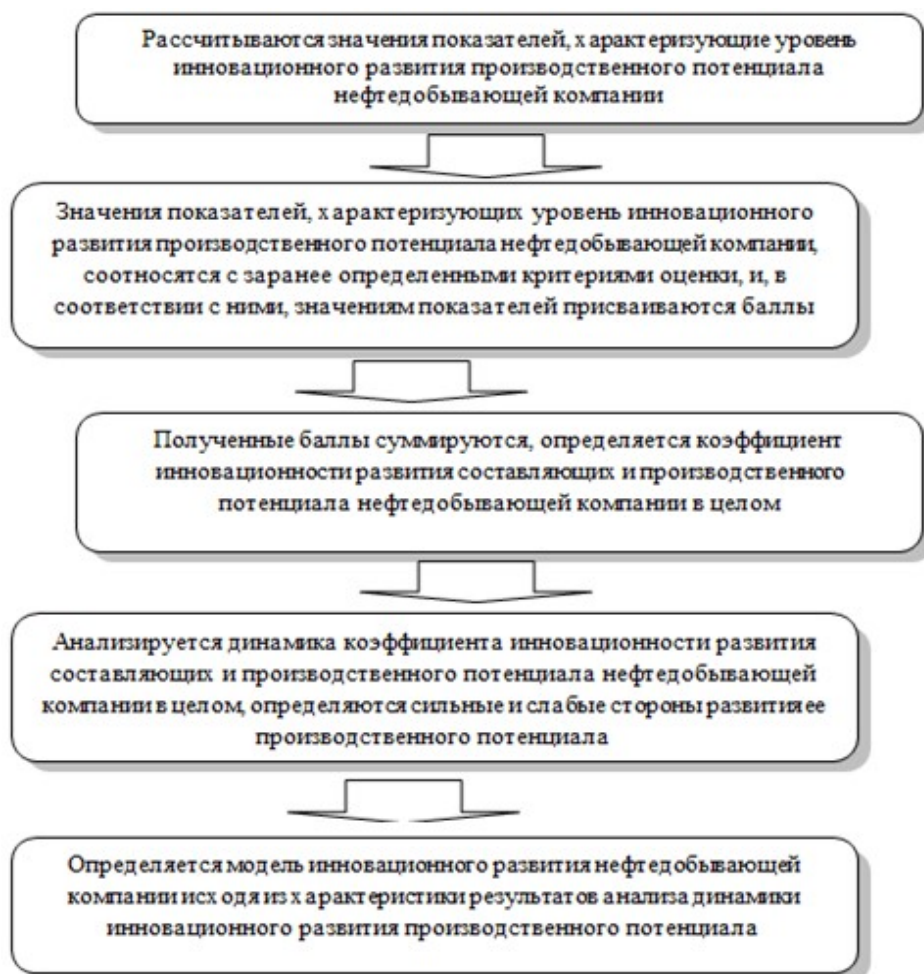 Рассчитываются значения показателей, характеризующие уровень
инновационного развития производственного потенциала
нефтедобывающей компании
Значения показателей, характеризующих уровень инновационного
развития производственного потенциала нефтедобывающей компании,
соотносятся с заранее определенными критериями оценки, и, в
соответствии с ними, значениям показателей присваиваются баллы
Полученные баллы суммируются, определяется коэффициент
инновационности развития составляющих и производственного
потенциала нефтедобывающей компании в целом
Анализируется динамика коэффициента инновационности развития
составляющих и производственного потенциала нефтедобывающей
компании в целом, определяются сильные и слабые стороны развития ее
производственного потенциала
Определяется модель инновационного развития нефтедобывающей
компании исходя из характеристики результатов анализа динамики
инновационного развития производственного потенциала